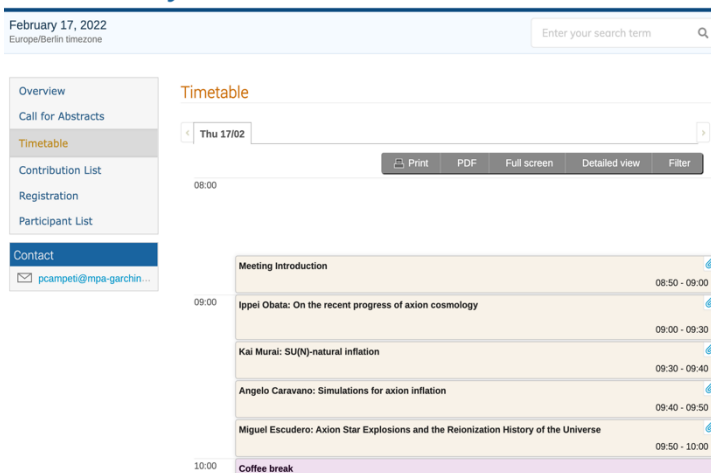 February 17, 2022
Europe/Berlin timezone
Enter your search term
Overview
Call for Abstracts
Timetable
Contribution List
Registration
Participant List
Contact
pcampeti@mpa-garchin...
Timetable
Thu 17/02
Print PDF Full screen Detailed view Filter
08:00
Meeting Introduction
08:50 - 09:00
09:00
Ippei Obata: On the recent progress of axion cosmology
09:00 - 09:30
Kai Murai: SU(N)-natural inflation
09:30 - 09:40
Angelo Caravano: Simulations for axion inflation
09:40 - 09:50
Miguel Escudero: Axion Star Explosions and the Reionization History of the Universe
09:50 - 10:00
10:00
Coffee break